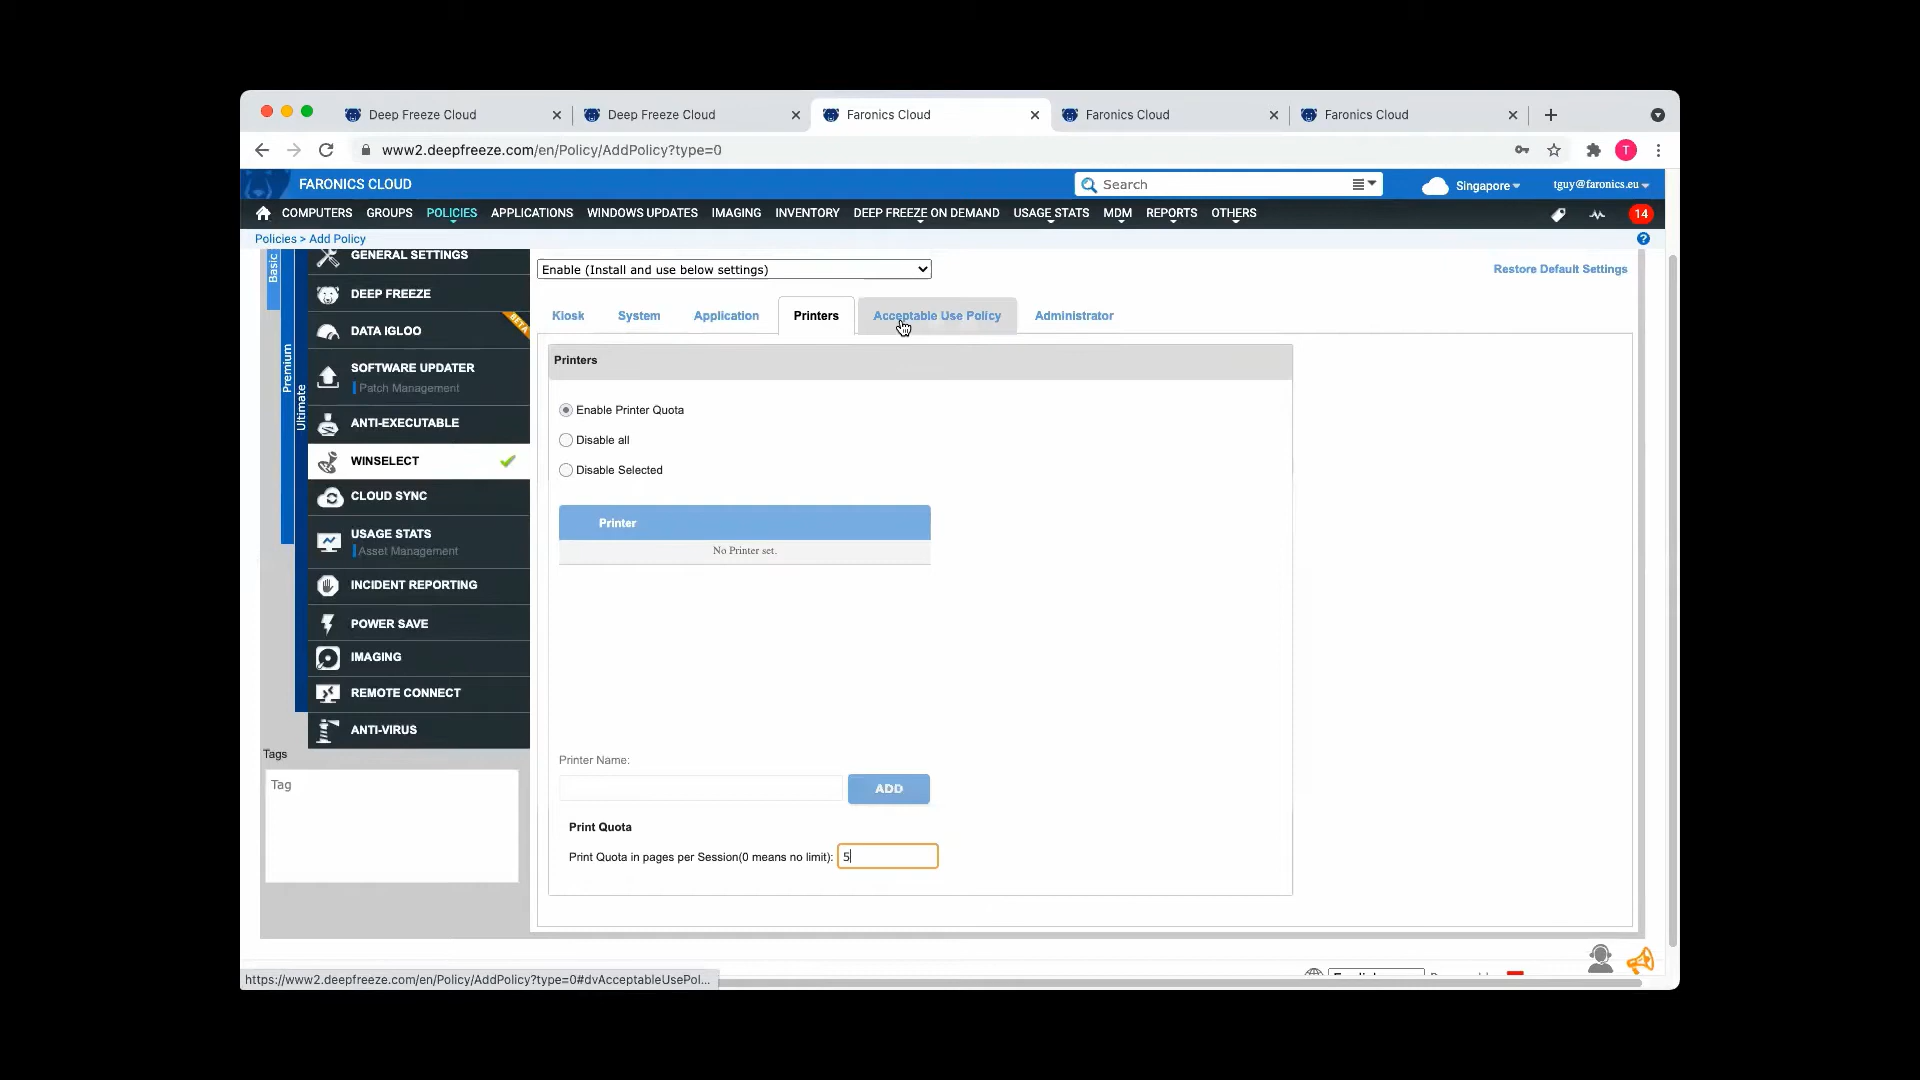 Deep Freeze Cloud
Deep Freeze Cloud
Faronics Cloud
Faronics Cloud
Faronics Cloud
www2.deepfreeze.com/en/Policy/AddPolicy?type=0
T
FARONICS CLOUD
Search
Singapore
tguy@faronics.eu
COMPUTERS GROUPS POLICIES APPLICATIONS WINDOWS UPDATES IMAGING INVENTORY DEEP FREEZE ON DEMAND USAGE STATS MDM REPORTS OTHERS
14
Policies > Add Policy
?
Basic
Premium
Ultimate
GENERAL SETTINGS
DEEP FREEZE
DATA IGLOO
BETA
SOFTWARE UPDATER
Patch Management
ANTI-EXECUTABLE
WINSELECT
CLOUD SYNC
USAGE STATS
Asset Management
INCIDENT REPORTING
POWER SAVE
IMAGING
REMOTE CONNECT
ANTI-VIRUS
Tags
Tag
Enable (Install and use below settings)
Restore Default Settings
Kiosk
System
Application
Printers
Acceptable Use Policy
Administrator
Printers
Enable Printer Quota
Disable all
Disable Selected
Printer
No Printer set.
Printer Name:
ADD
Print Quota
Print Quota in pages per Session(0 means no limit):
5
https://www2.deepfreeze.com/en/Policy/AddPolicy?type=0#dvAcceptableUsePol...